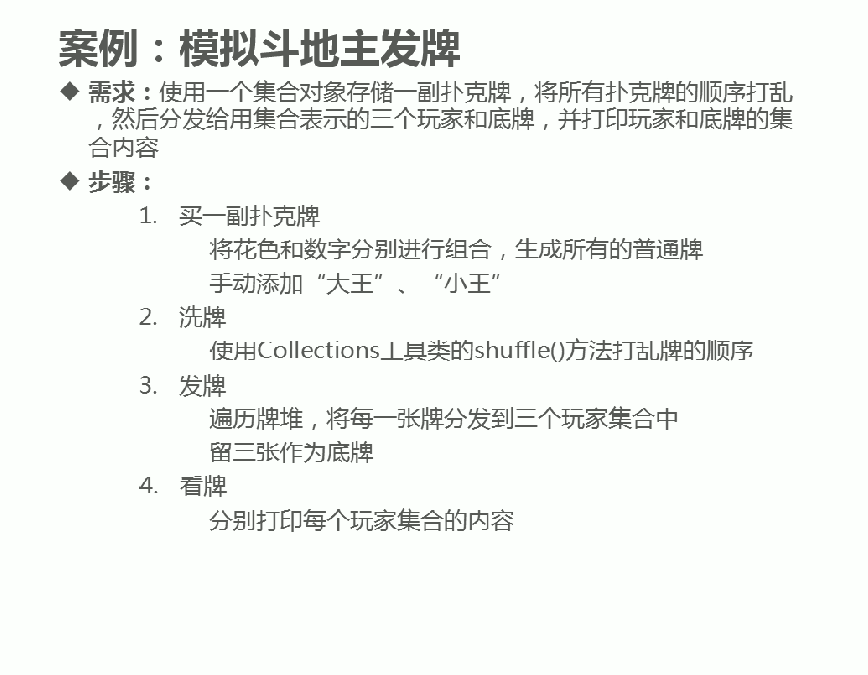 案例：模拟斗地主发牌
◆ 需求：使用一个集合对象存储一副扑克牌，将所有扑克牌的顺序打乱
，然后分发给用集合表示的三个玩家和底牌，并打印玩家和底牌的集
合内容
◆ 步骤：
1. 买一副扑克牌
将花色和数字分别进行组合，生成所有的普通牌
手动添加“大王”、“小王”
2. 洗牌
使用Collections工具类的shuffle()方法打乱牌的顺序
3. 发牌
遍历牌堆，将每一张牌分发到三个玩家集合中
留三张作为底牌
4. 看牌
分别打印每个玩家集合的内容